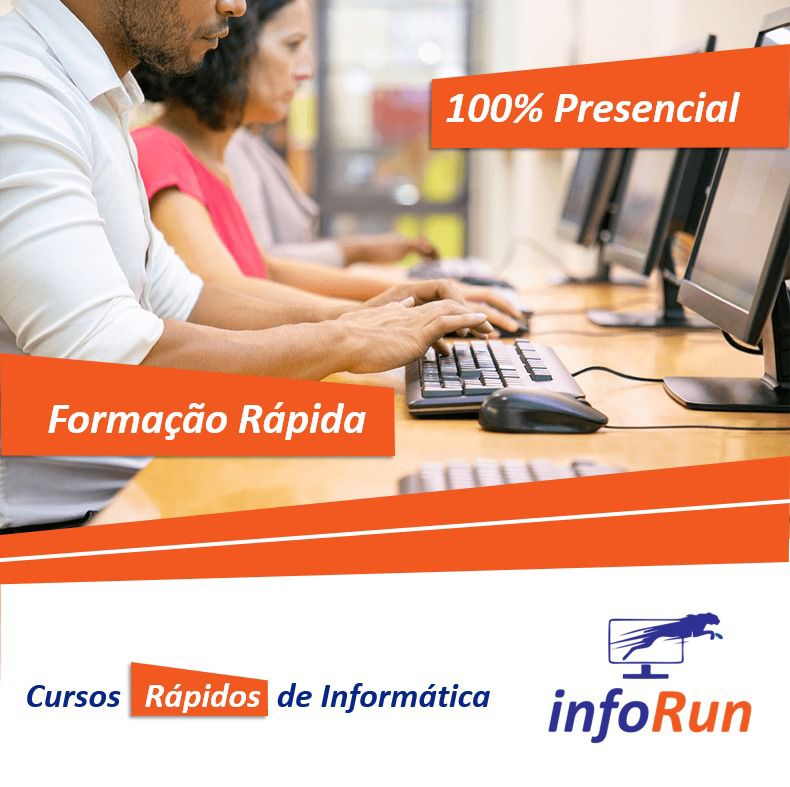 100% Presencial
Formação Rápida
Cursos Rápidos de Informática
infoRun